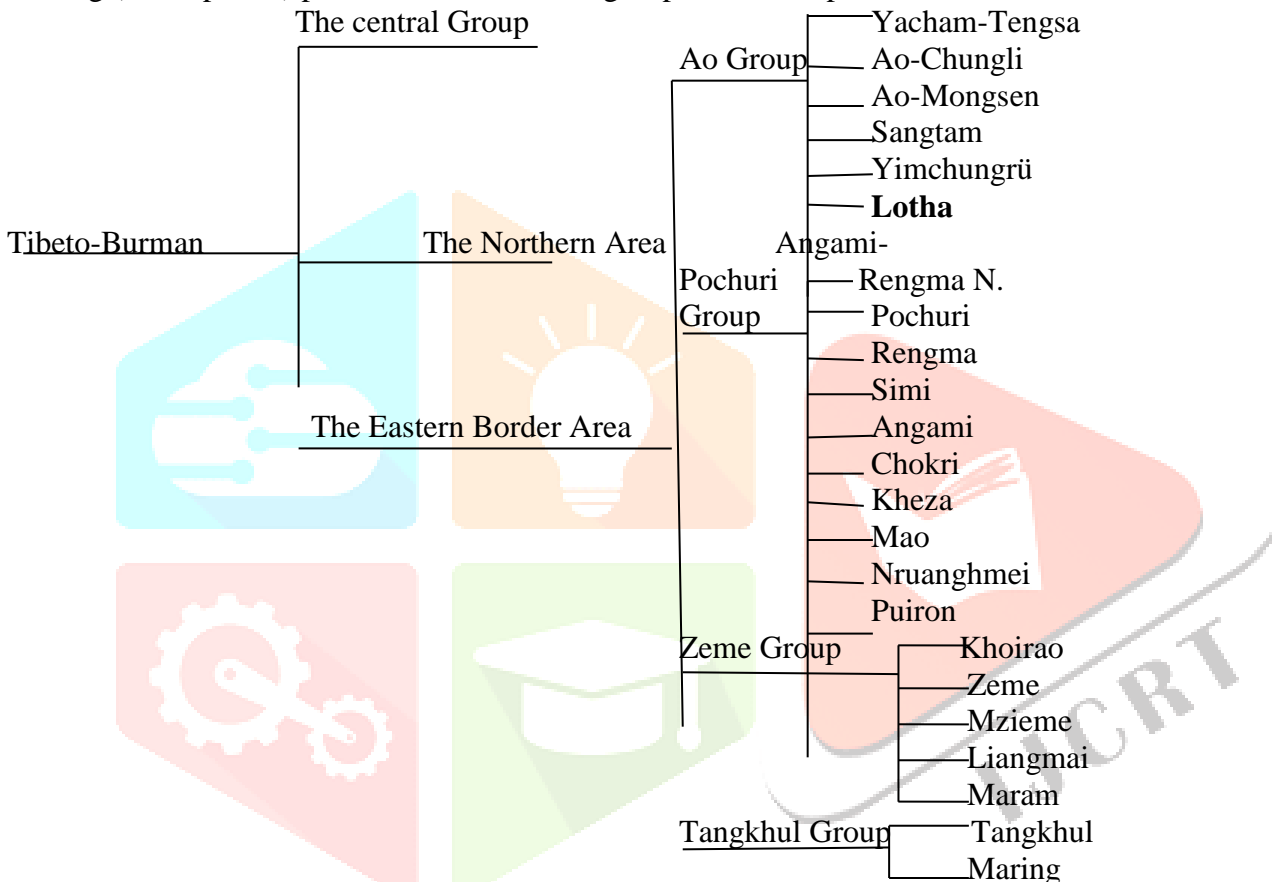 The central Group
Yacham-Tengsa
Ao Group
Ao-Chungli
Ao-Mongsen
Sangtam
Yimchungrü
Lotha
Tibeto-Burman
The Northern Area
Angami-
Pochuri
Group
Rengma N.
Pochuri
Rengma
Simi
The Eastern Border Area
Angami
Chokri
Kheza
Mao
Nruanghmei
Puiron
Zeme Group
Khoirao
Zeme
Mzieme
Liangmai
Maram
Tangkhul Group
Tangkhul
Maring
IJCRT